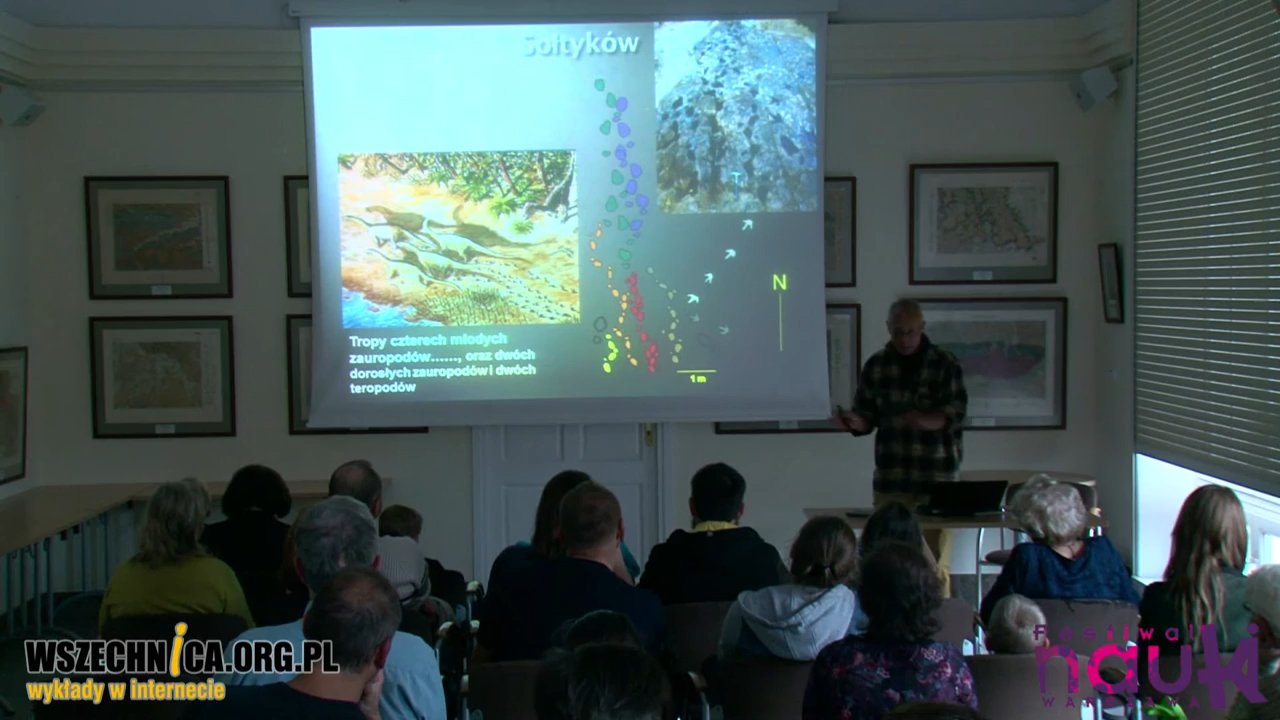 Sołtyków
T
N
Tropy czterech młodych
zauropodów......, oraz dwóch
dorosłych zauropodów i dwóch
teropodów
1 m
WSZECHNICA.ORG.PL
wykłady w internecie
Festiwal
nauki
WARSZAWA